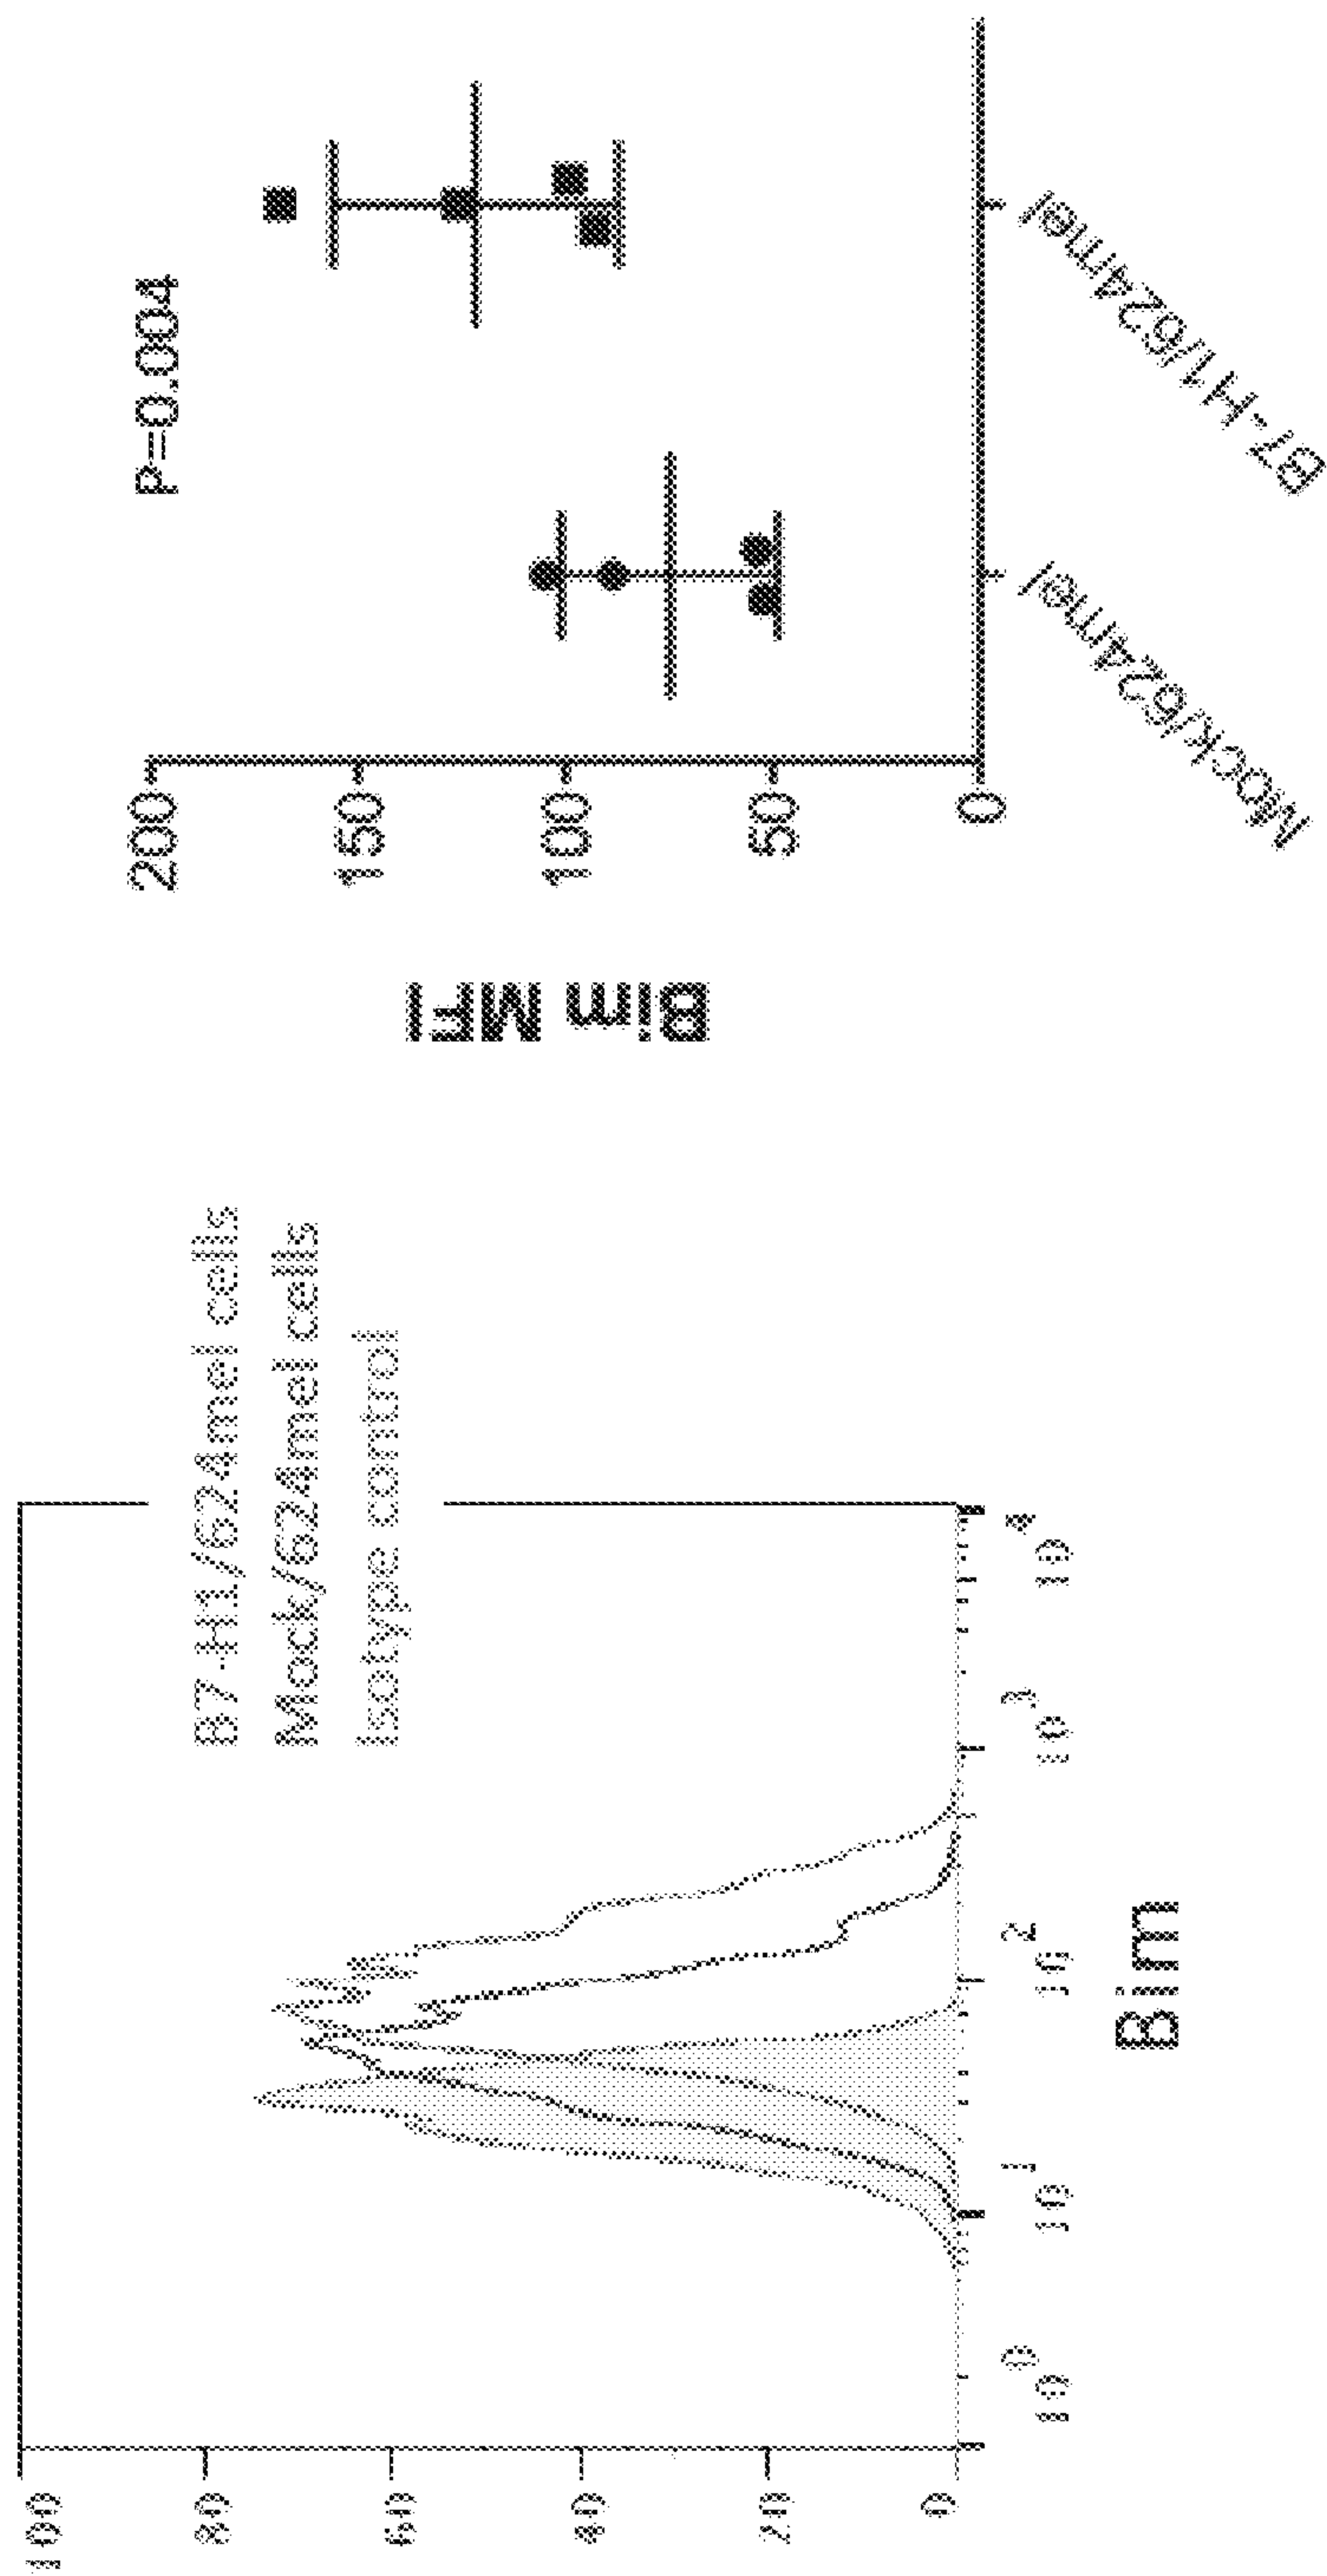 100
80
60
40
20
0
B7-H1/624mel cells
Mock/624mel cells
Isotype control
10^0 10^1 10^2 10^3 10^4
Bim
Bim MFI
200
150
100
50
0
P=0.004
Mock/624mel
B7-H1/624mel